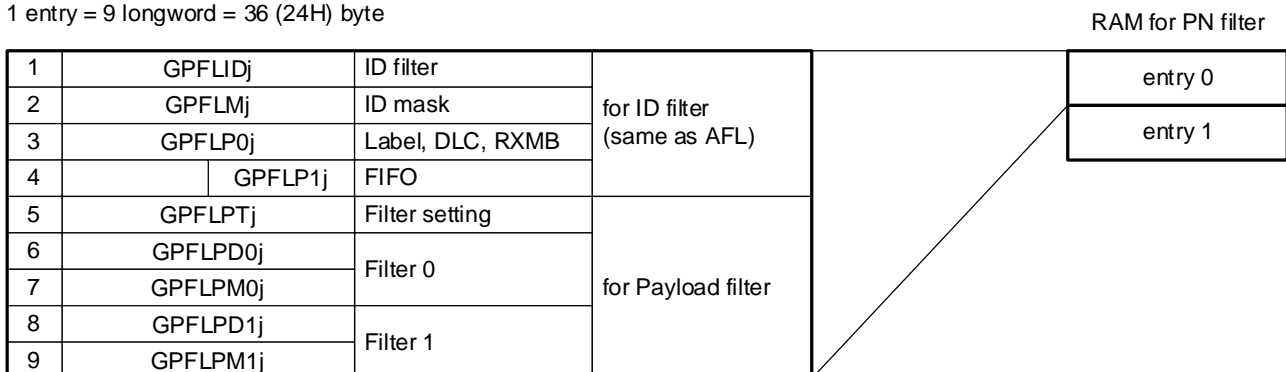 1 entry = 9 longword = 36 (24H) byte
RAM for PN filter
1 GPFLIDj ID filter
2 GPFLMj ID mask
3 GPFLP0j Label, DLC, RXMB
4 GPFLP1j FIFO
for ID filter
(same as AFL)
5 GPFLPTj Filter setting
6 GPFLPD0j
7 GPFLPM0j
Filter 0
8 GPFLPD1j
9 GPFLPM1j
Filter 1
for Payload filter
entry 0
entry 1